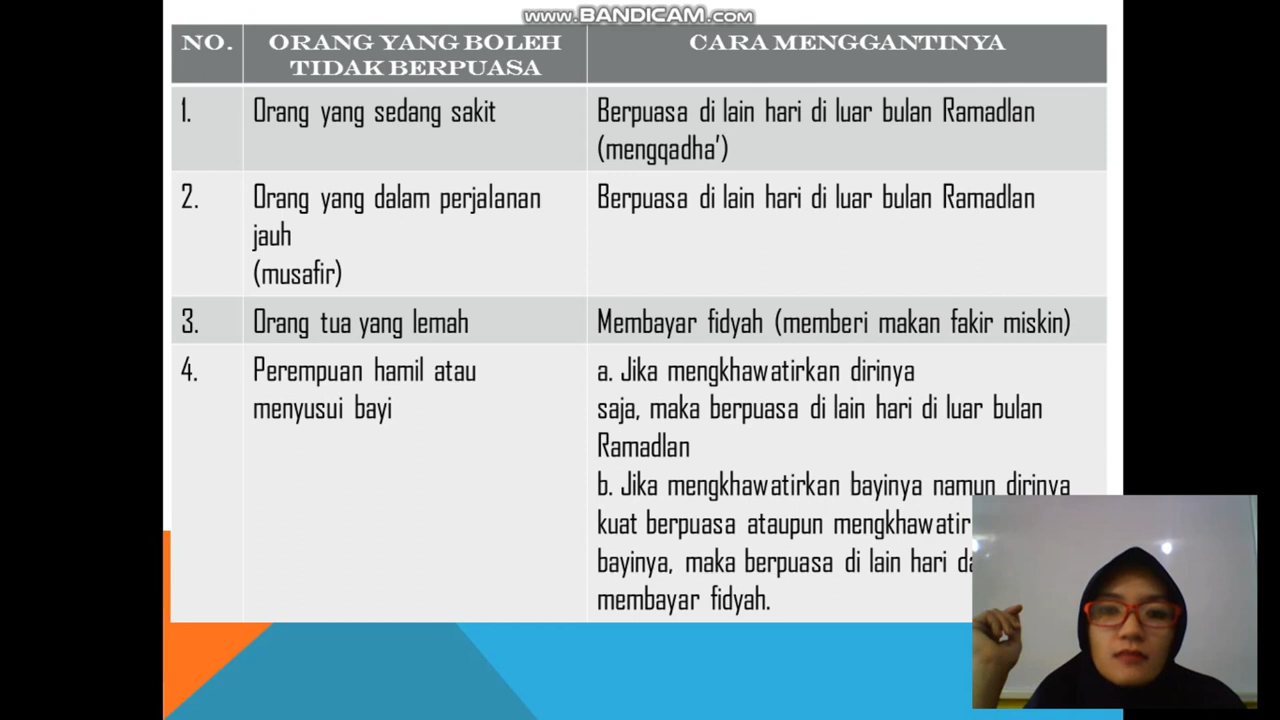 www.BANDICAM.com
NO.
ORANG YANG BOLEH
TIDAK BERPUASA
CARA MENGGANTINYA
1.
Orang yang sedang sakit
Berpuasa di lain hari di luar bulan Ramadlan
(mengqadha’)
2.
Orang yang dalam perjalanan
jauh
(musafir)
Berpuasa di lain hari di luar bulan Ramadlan
3.
Orang tua yang lemah
Membayar fidyah (memberi makan fakir miskin)
4.
Perempuan hamil atau
menyusui bayi
a. Jika mengkhawatirkan dirinya
saja, maka berpuasa di lain hari di luar bulan
Ramadlan
b. Jika mengkhawatirkan bayinya namun dirinya
kuat berpuasa ataupun
bayinya, maka berpuasa di lain hari
membayar fidyah.